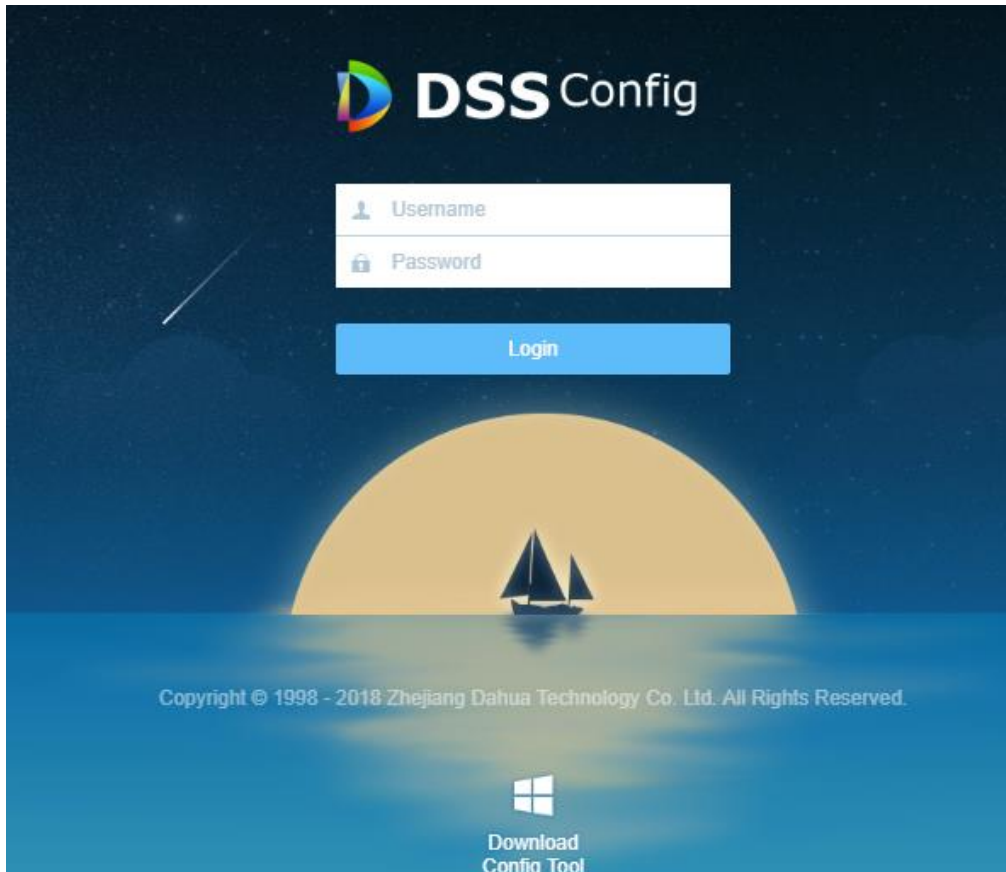 DSS Config
Username
Password
Login
Copyright © 1998 - 2018 Zhejiang Dahua Technology Co. Ltd. All Rights Reserved.
Download
Config Tool